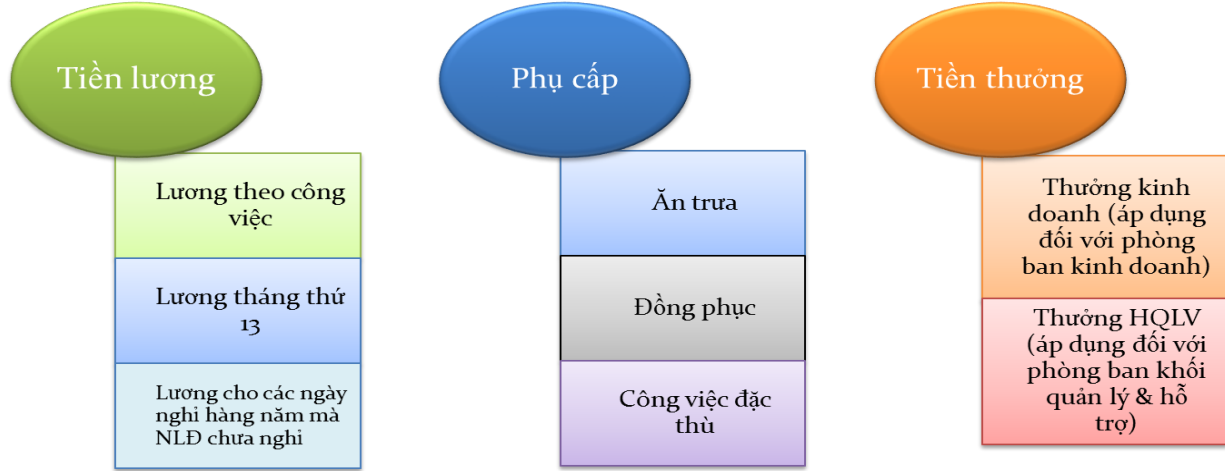 Tiền lương
Lương theo công
việc
Lương tháng thứ
13
Lương cho các ngày
nghỉ hàng năm mà
NLĐ chưa nghỉ
Phụ cấp
Ăn trưa
Đồng phục
Công việc đặc
thù
Tiền thưởng
Thưởng kinh
doanh (áp dụng
đối với phòng
ban kinh doanh)
Thưởng HQLV
(áp dụng đối với
phòng ban khối
quản lý & hỗ
trợ)